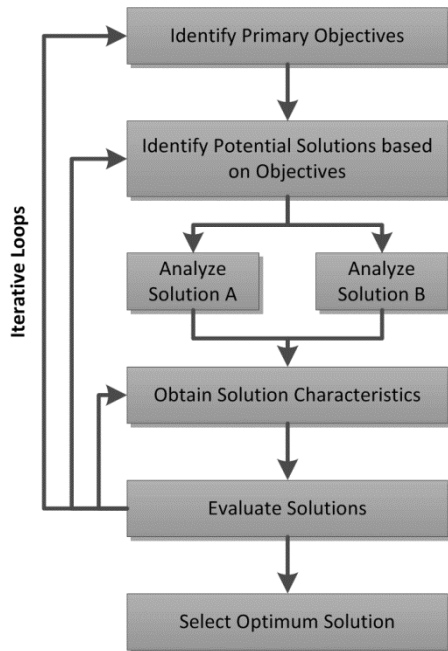 Identify Primary Objectives
Identify Potential Solutions based
on Objectives
Iterative Loops
Analyze
Solution A
Analyze
Solution B
Obtain Solution Characteristics
Evaluate Solutions
Select Optimum Solution